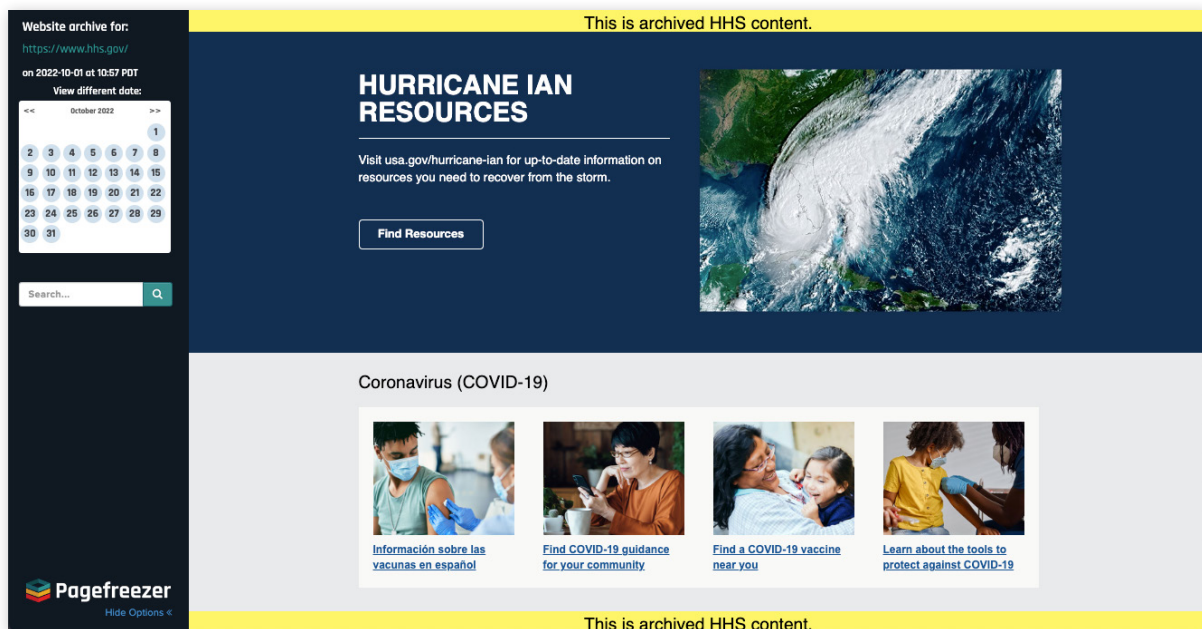 Website archive for:
https://www.hhs.gov/
on 2022-10-01 at 10:57 PDT
View different date:
<< October 2022 >>
1
2 3 4 5 6 7 8
9 10 11 12 13 14 15
16 17 18 19 20 21 22
23 24 25 26 27 28 29
30 31
Search...
Pagefreezer
Hide Options «
This is archived HHS content.
HURRICANE IAN
RESOURCES
Visit usa.gov/hurricane-ian for up-to-date information on
resources you need to recover from the storm.
Find Resources
Coronavirus (COVID-19)
Información sobre las
vacunas en español
Find COVID-19 guidance
for your community
Find a COVID-19 vaccine
near you
Learn about the tools to
protect against COVID-19
This is archived HHS content.